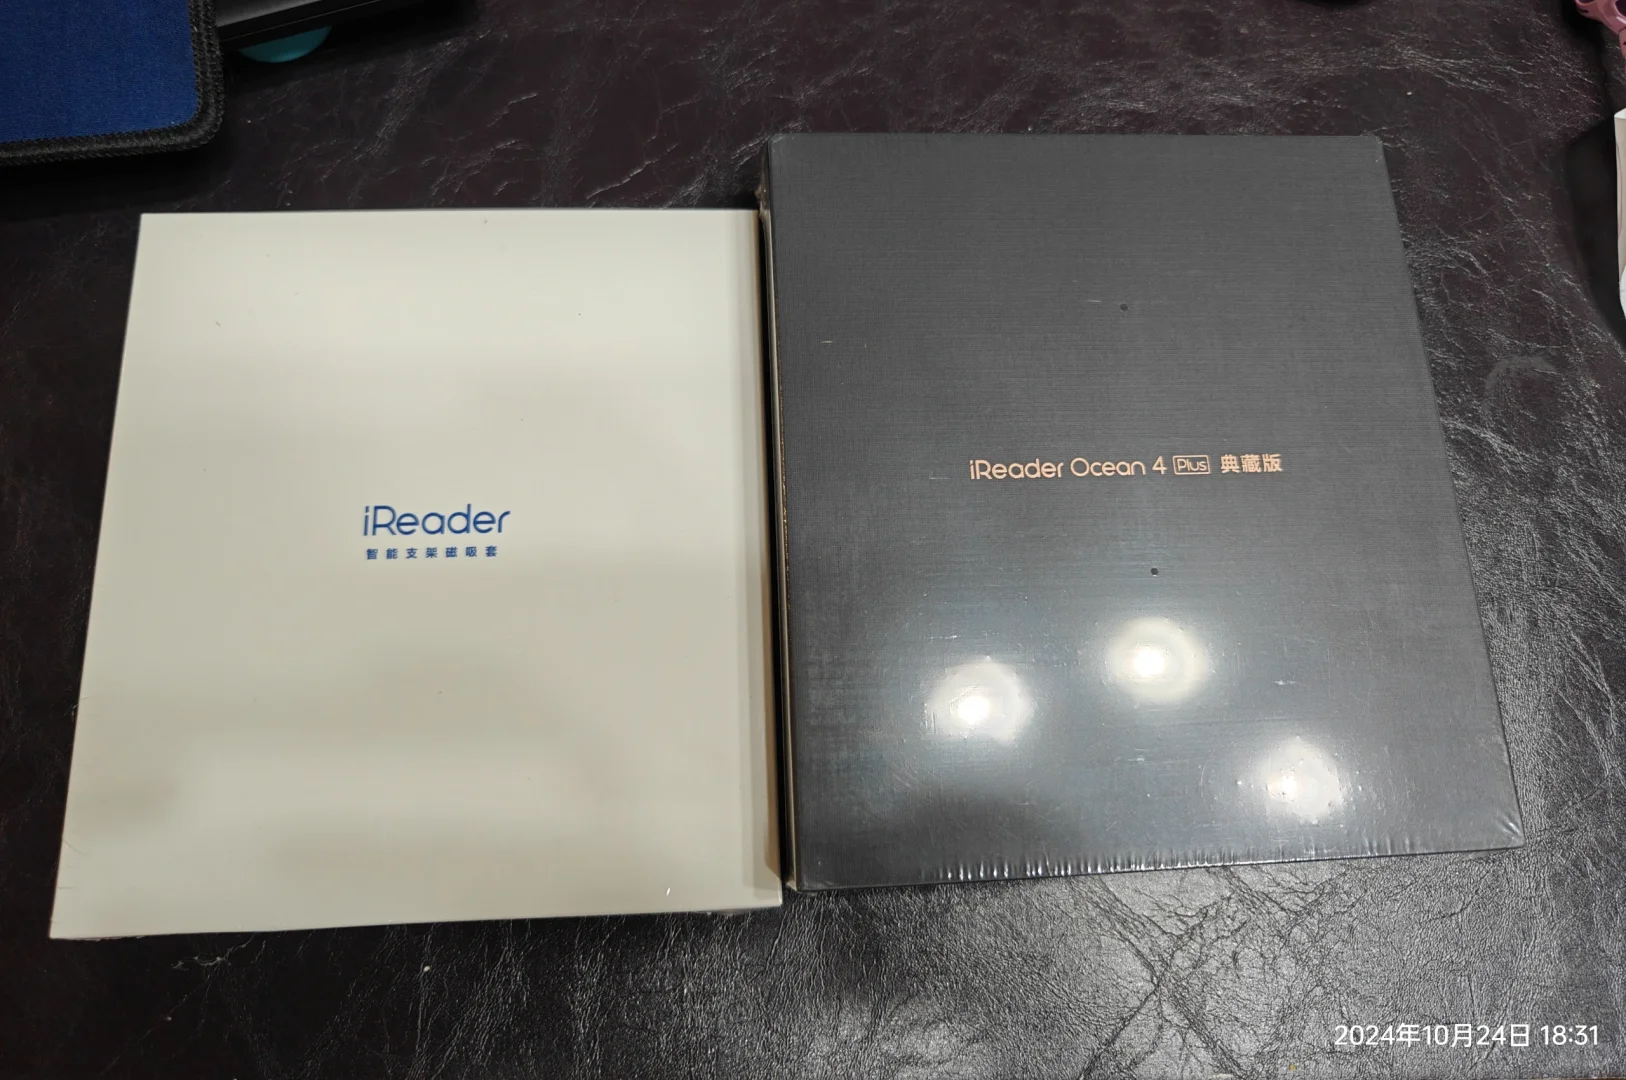 iReader
智能支架磁吸套
iReader Ocean 4 Plus 典藏版
2024年10月24日 18:31